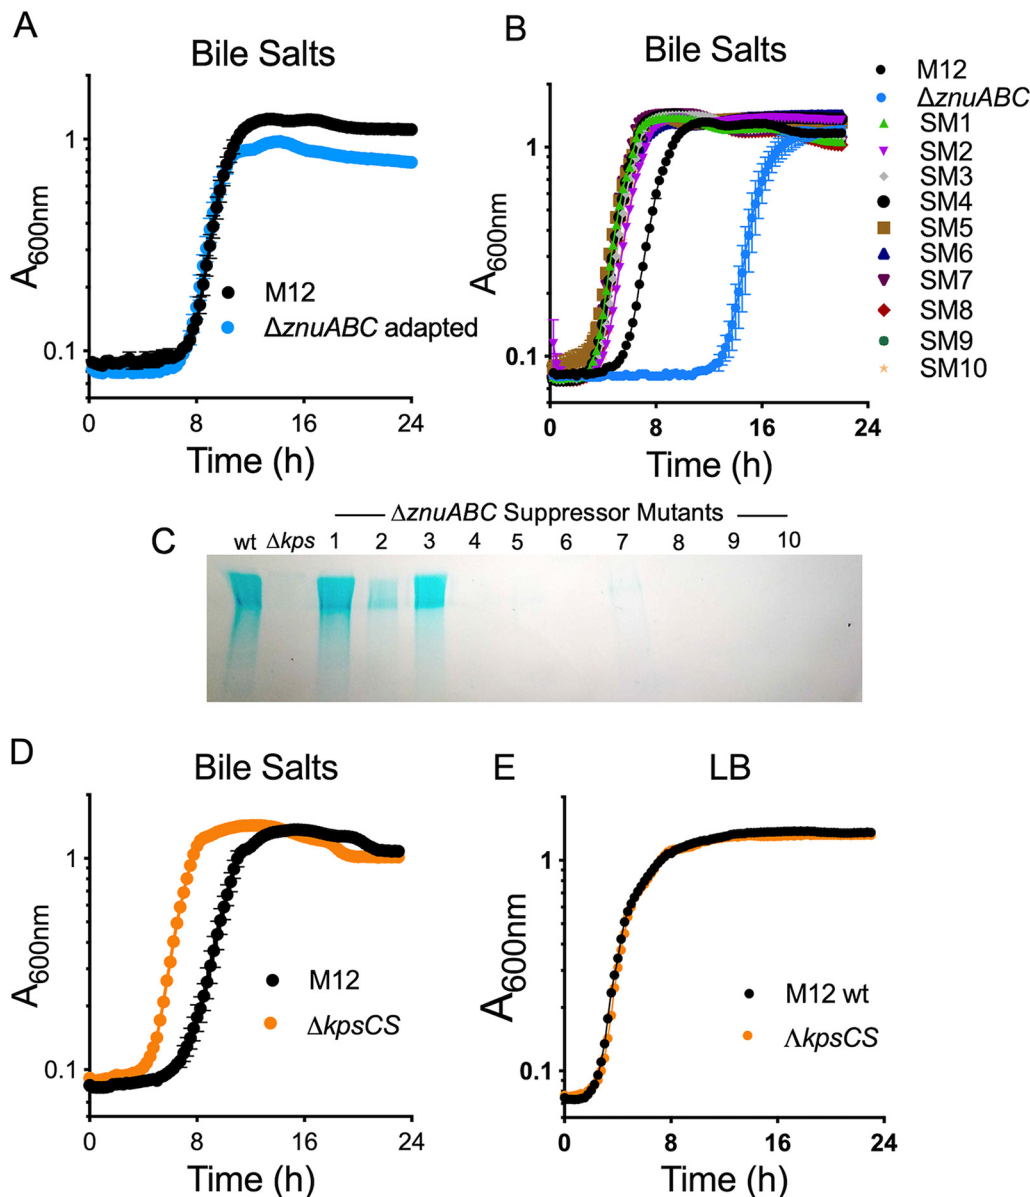 A
Bile Salts
A600nm
1
0.1
M12
ΔznuABC adapted
0
8
16
24
Time (h)
B
Bile Salts
A600nm
1
0.1
0
8
16
24
Time (h)
M12
ΔznuABC
SM1
SM2
SM3
SM4
SM5
SM6
SM7
SM8
SM9
SM10
C
ΔznuABC Suppressor Mutants
wt Δkps 1 2 3 4 5 6 7 8 9 10
D
Bile Salts
A600nm
1
0.1
M12
ΔkpsCS
0
8
16
24
Time (h)
E
LB
A600nm
1
0.1
M12 wt
ΛkpsCS
0
8
16
24
Time (h)